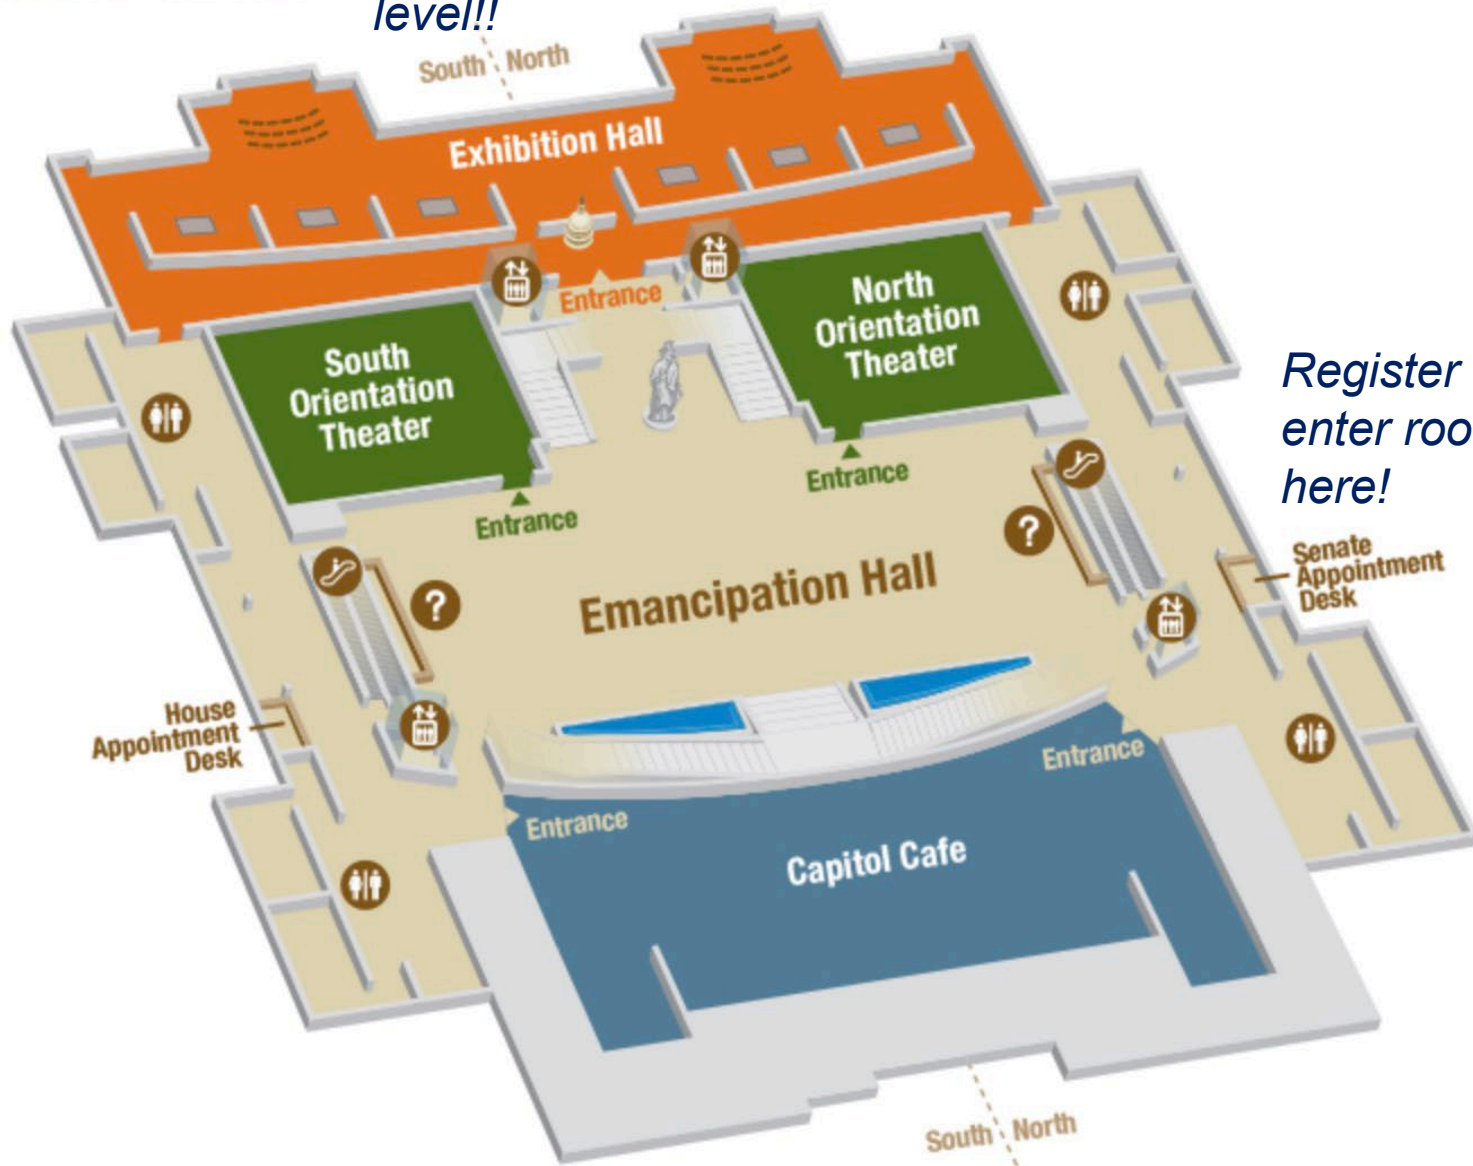 level!!
South North
Exhibition Hall
Entrance
South
Orientation
Theater
North
Orientation
Theater
Register
enter
here!
Entrance
Entrance
?
?
Senate
Appointment
Desk
Emancipation Hall
House
Appointment
Desk
Entrance
Entrance
Capitol Cafe
South North